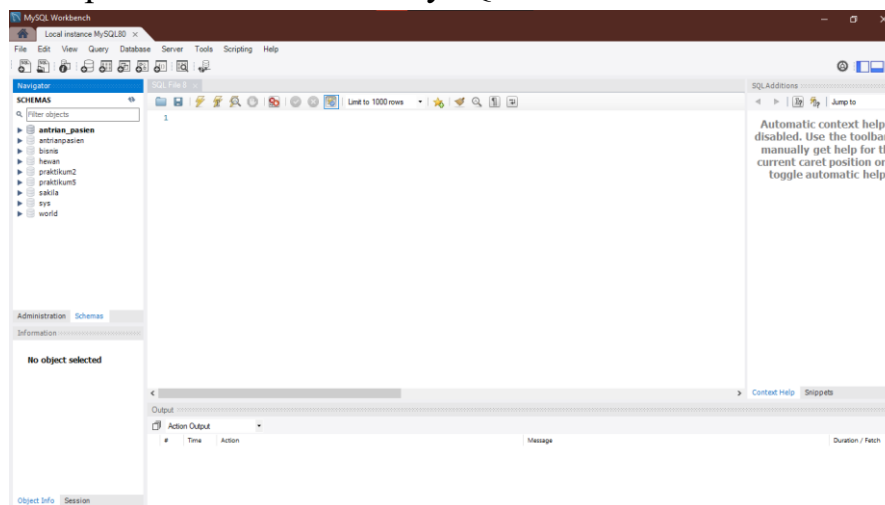 MySQL Workbench
Local instance MySQL80 ×
File Edit View Query Database Server Tools Scripting Help
Navigator
SCHEMAS
Filter objects
antrian_pasien
antrianpasien
bisnis
hewan
praktikum2
praktikum5
sakila
sys
world
Administration Schemas
Information
No object selected
Object Info Session
SQL File 8 ×
Limit to 1000 rows
1
Output
Action Output
# Time Action Message Duration / Fetch
SQLAdditions
Jump to
Automatic context help
disabled. Use the toolba
manually get help for t
current caret position or
toggle automatic help
Context Help Snippets